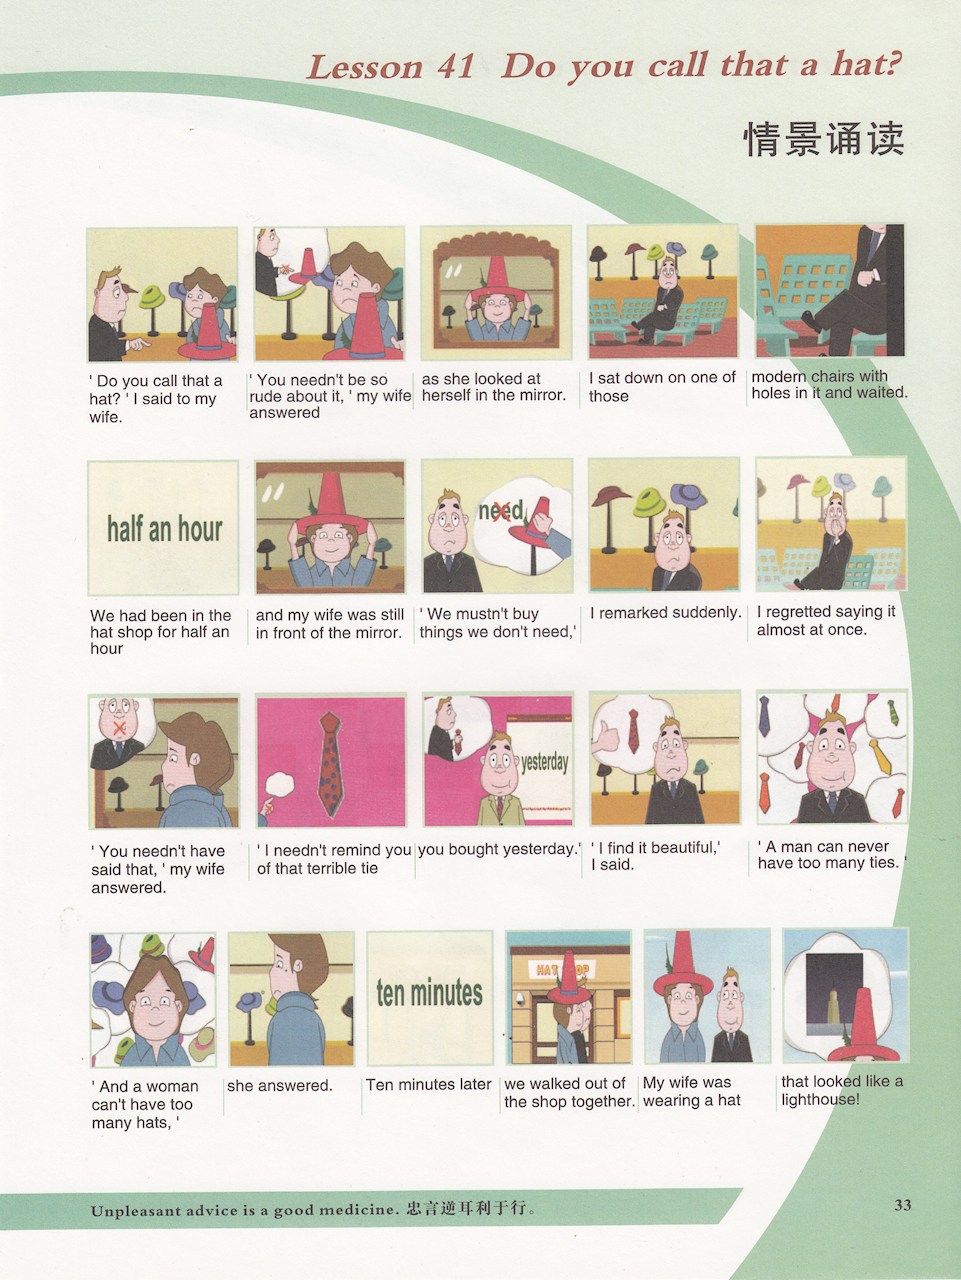 Lesson 41 Do you call that a hat?
情景诵读
' Do you call that a
hat? ' I said to my
wife.
' You needn't be so
rude about it, ' my wife
answered
as she looked at
herself in the mirror.
I sat down on one of
those
modern chairs with
holes in it and waited.
half an hour
need
We had been in the
hat shop for half an
hour
and my wife was still
in front of the mirror.
' We mustn't buy
things we don't need,'
I remarked suddenly.
I regretted saying it
almost at once.
yesterday
' You needn't have
said that, ' my wife
answered.
' I needn't remind you
of that terrible tie
you bought yesterday.'
' I find it beautiful,'
I said.
' A man can never
have too many ties. '
ten minutes
HAT SHOP
' And a woman
can't have too
many hats, '
she answered.
Ten minutes later
we walked out of
the shop together.
My wife was
wearing a hat
that looked like a
lighthouse!
Unpleasant advice is a good medicine. 忠言逆耳利于行。
33